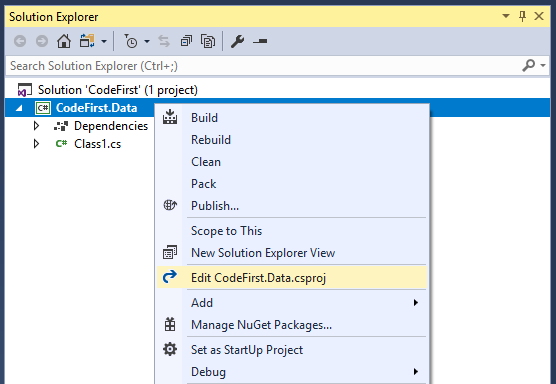 Solution Explorer
Search Solution Explorer (Ctrl+;)
Solution 'CodeFirst' (1 project)
C# CodeFirst.Data
Dependencies
C# Class1.cs
Build
Rebuild
Clean
Pack
Publish...
Scope to This
New Solution Explorer View
Edit CodeFirst.Data.csproj
Add
Manage NuGet Packages...
Set as StartUp Project
Debug